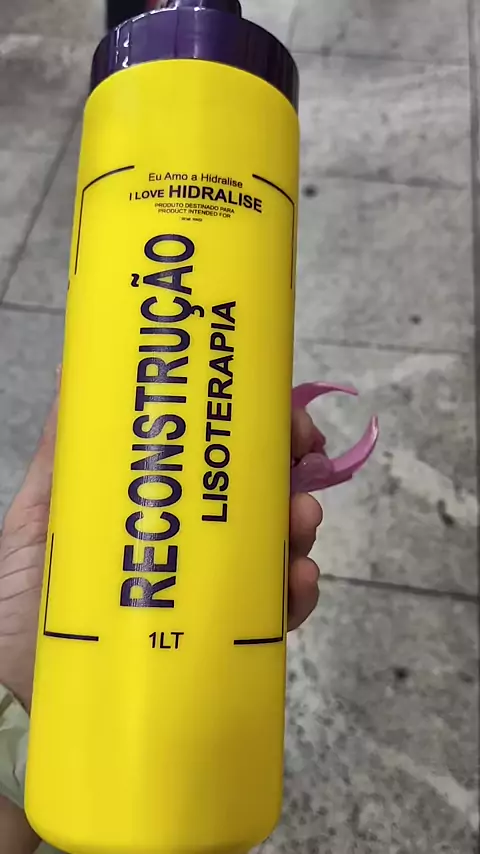 Eu Amo a Hidralise
I LOVE HIDRALISE
PRODUTO DESTINADO PARA
PRODUCT INTENDED FOR
RECONSTRUÇÃO
LISOTERAPIA
1LT